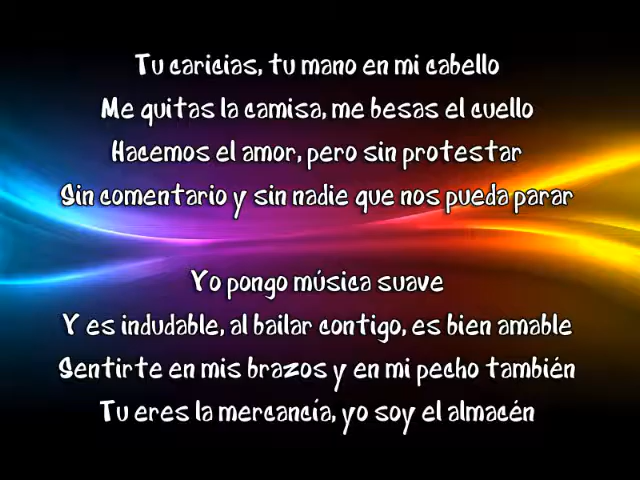 Tu caricias, tu mano en mi cabello
Me quitas la camisa, me besas el cuello
Hacemos el amor, pero sin protestar
Sin comentario y sin nadie que nos pueda parar
Yo pongo música suave
Y es indudable, al bailar contigo, es bien amable
Sentirte en mis brazos y en mi pecho también
Tu eres la mercancía, yo soy el almacén